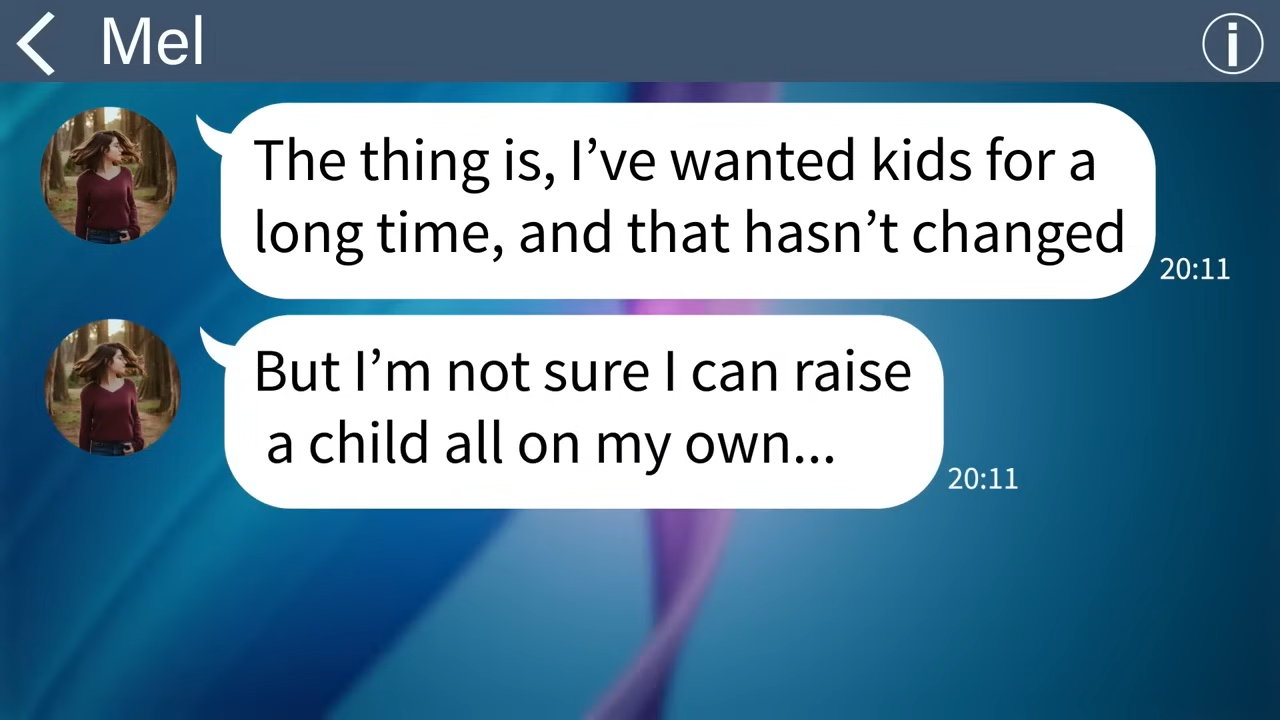 Mel
The thing is, I’ve wanted kids for a
long time, and that hasn’t changed
20:11
But I’m not sure I can raise
a child all on my own...
20:11